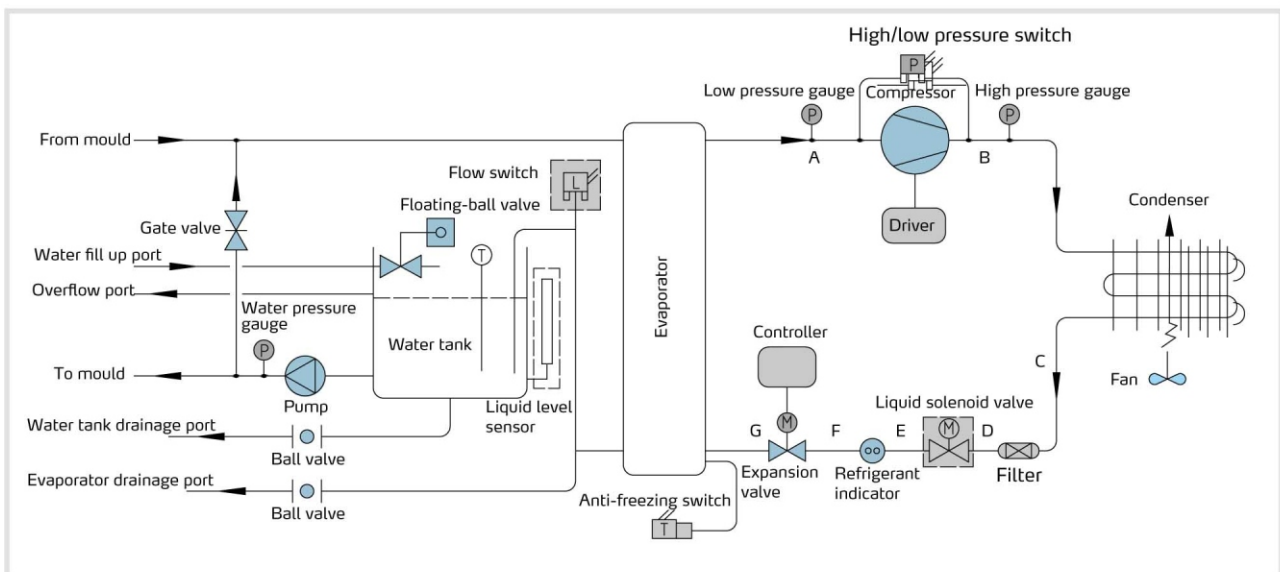 High/low pressure switch
P
Low pressure gauge
Compressor
High pressure gauge
P
P
From mould
A
B
Flow switch
L
Floating-ball valve
Condenser
Gate valve
Driver
Water fill up port
T
Overflow port
Water pressure
gauge
Evaporator
Controller
P
Water tank
To mould
C
Fan
Pump
Liquid level
sensor
Liquid solenoid valve
M
M
Water tank drainage port
G
F
E
D
Ball valve
Expansion
valve
Refrigerant
indicator
Filter
Evaporator drainage port
Anti-freezing switch
Ball valve
T